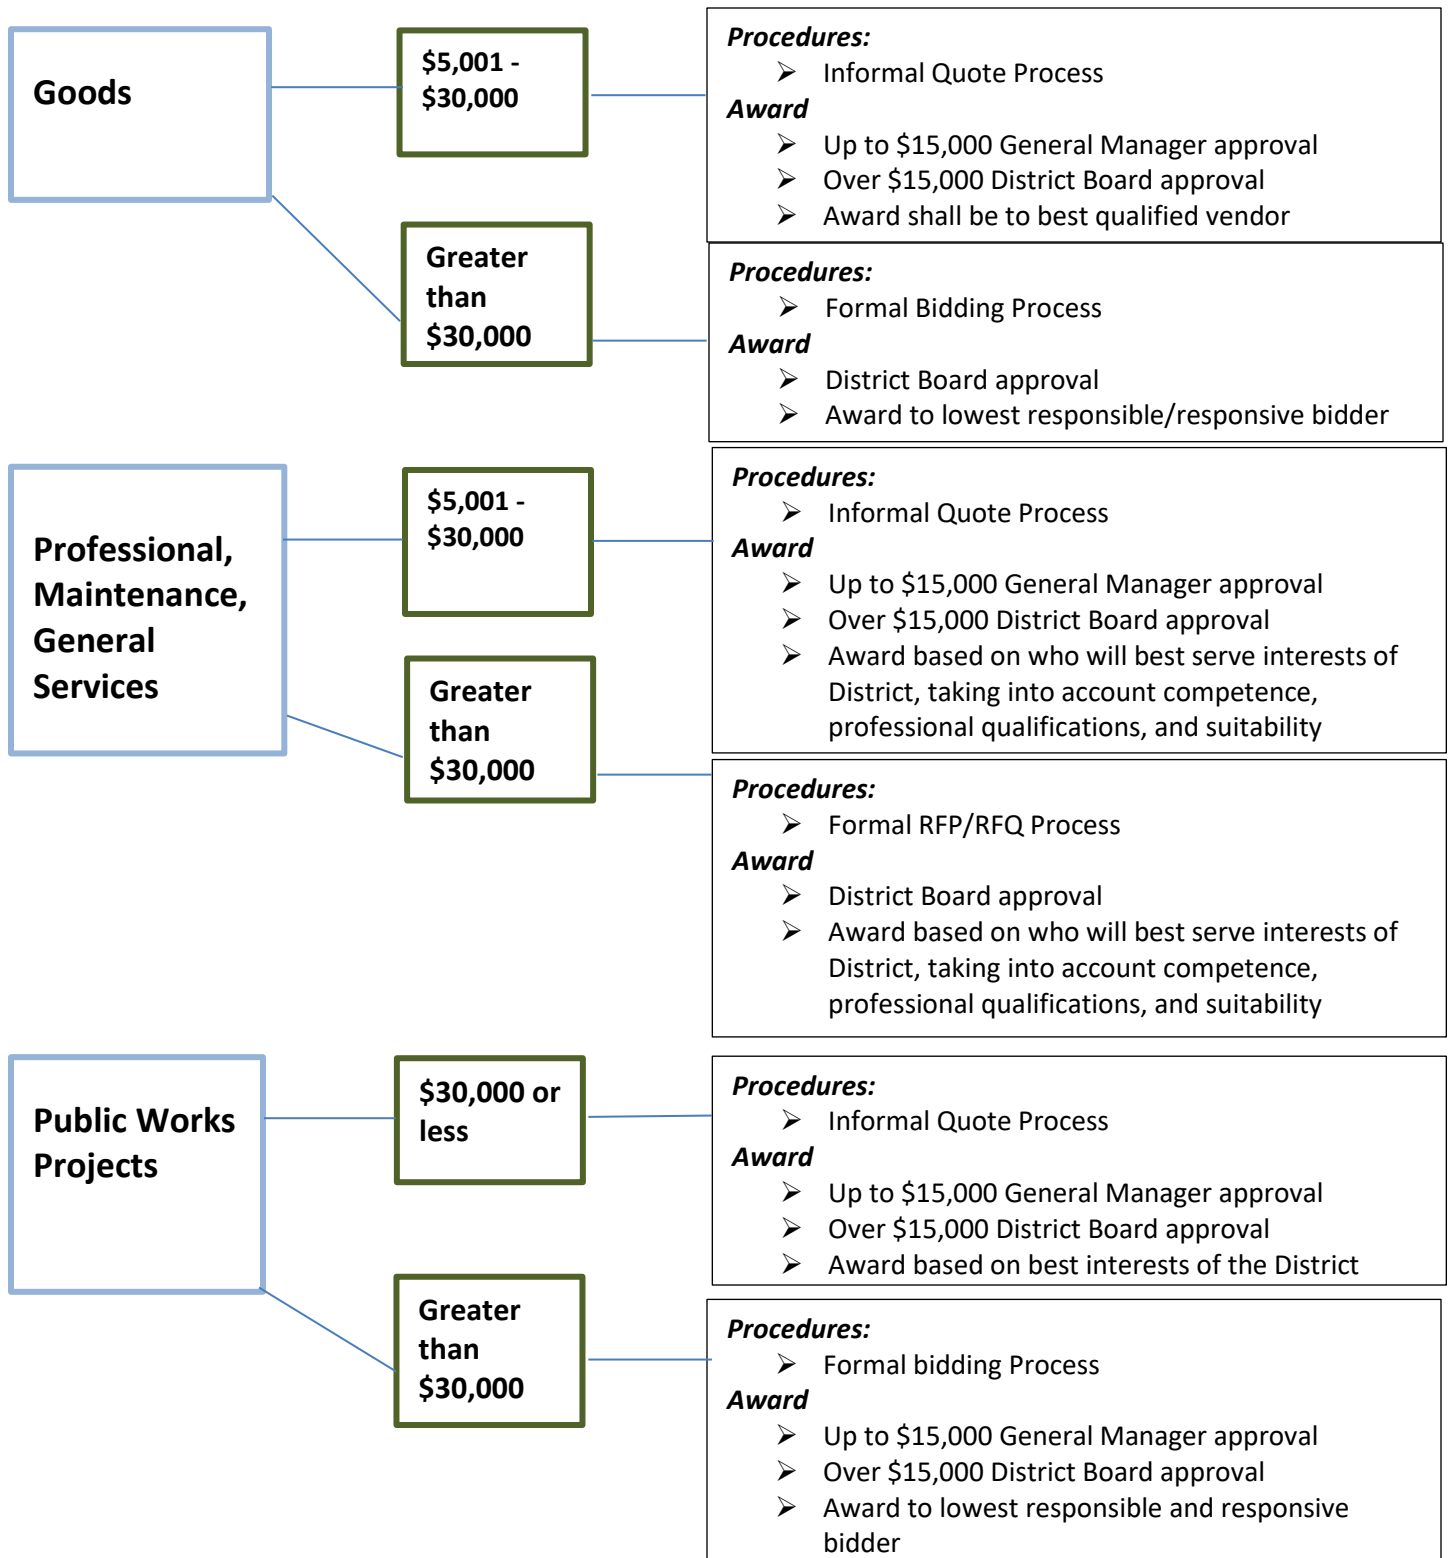 Goods
$5,001 -
$30,000
Procedures:
➢ Informal Quote Process
Award
➢ Up to $15,000 General Manager approval
➢ Over $15,000 District Board approval
➢ Award shall be to best qualified vendor
Greater
than
$30,000
Procedures:
➢ Formal Bidding Process
Award
➢ District Board approval
➢ Award to lowest responsible/responsive bidder
Professional,
Maintenance,
General
Services
$5,001 -
$30,000
Procedures:
➢ Informal Quote Process
Award
➢ Up to $15,000 General Manager approval
➢ Over $15,000 District Board approval
➢ Award based on who will best serve interests of
District, taking into account competence,
professional qualifications, and suitability
Greater
than
$30,000
Procedures:
➢ Formal RFP/RFQ Process
Award
➢ District Board approval
➢ Award based on who will best serve interests of
District, taking into account competence,
professional qualifications, and suitability
Public Works
Projects
$30,000 or
less
Procedures:
➢ Informal Quote Process
Award
➢ Up to $15,000 General Manager approval
➢ Over $15,000 District Board approval
➢ Award based on best interests of the District
Greater
than
$30,000
Procedures:
➢ Formal bidding Process
Award
➢ Up to $15,000 General Manager approval
➢ Over $15,000 District Board approval
➢ Award to lowest responsible and responsive
bidder